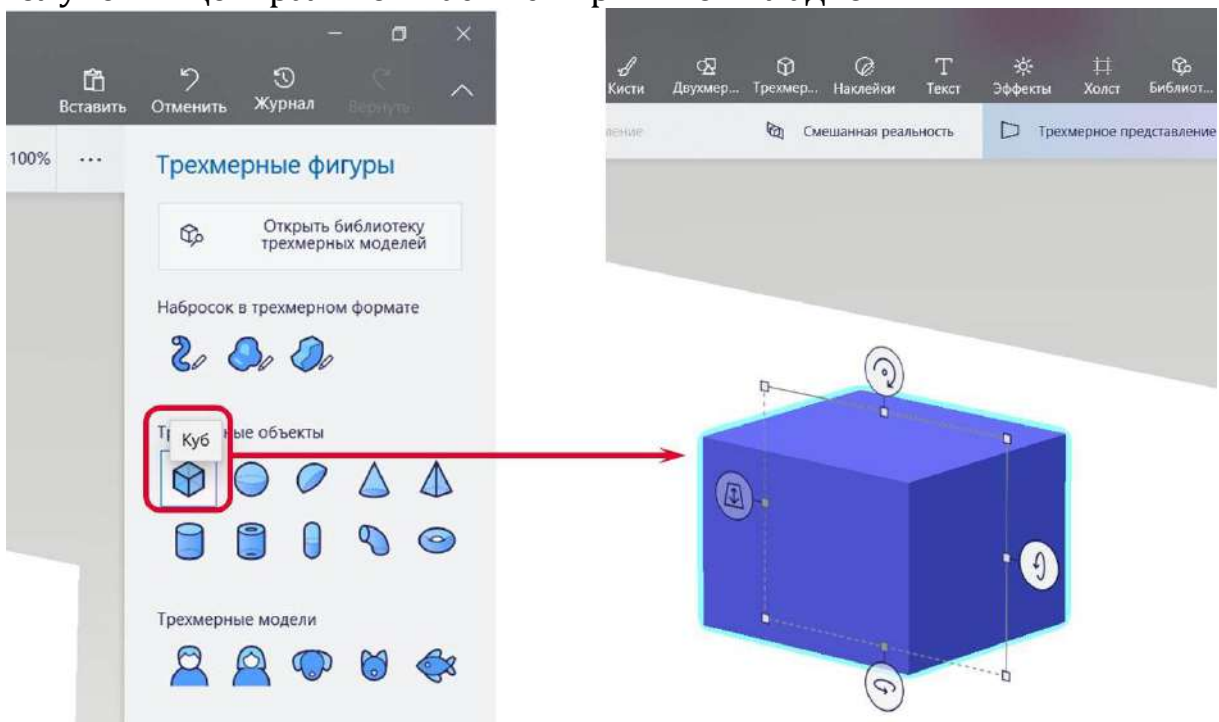 Вставить Отменить Журнал Вернуть
100% ...
Трехмерные фигуры
Открыть библиотеку
трехмерных моделей
Набросок в трехмерном формате
ные объекты
Куб
Трехмерные модели
Кисти Двухмер... Трехмер... Наклейки Текст Эффекты Холст Библиот...
Смешанная реальность Трехмерное представление